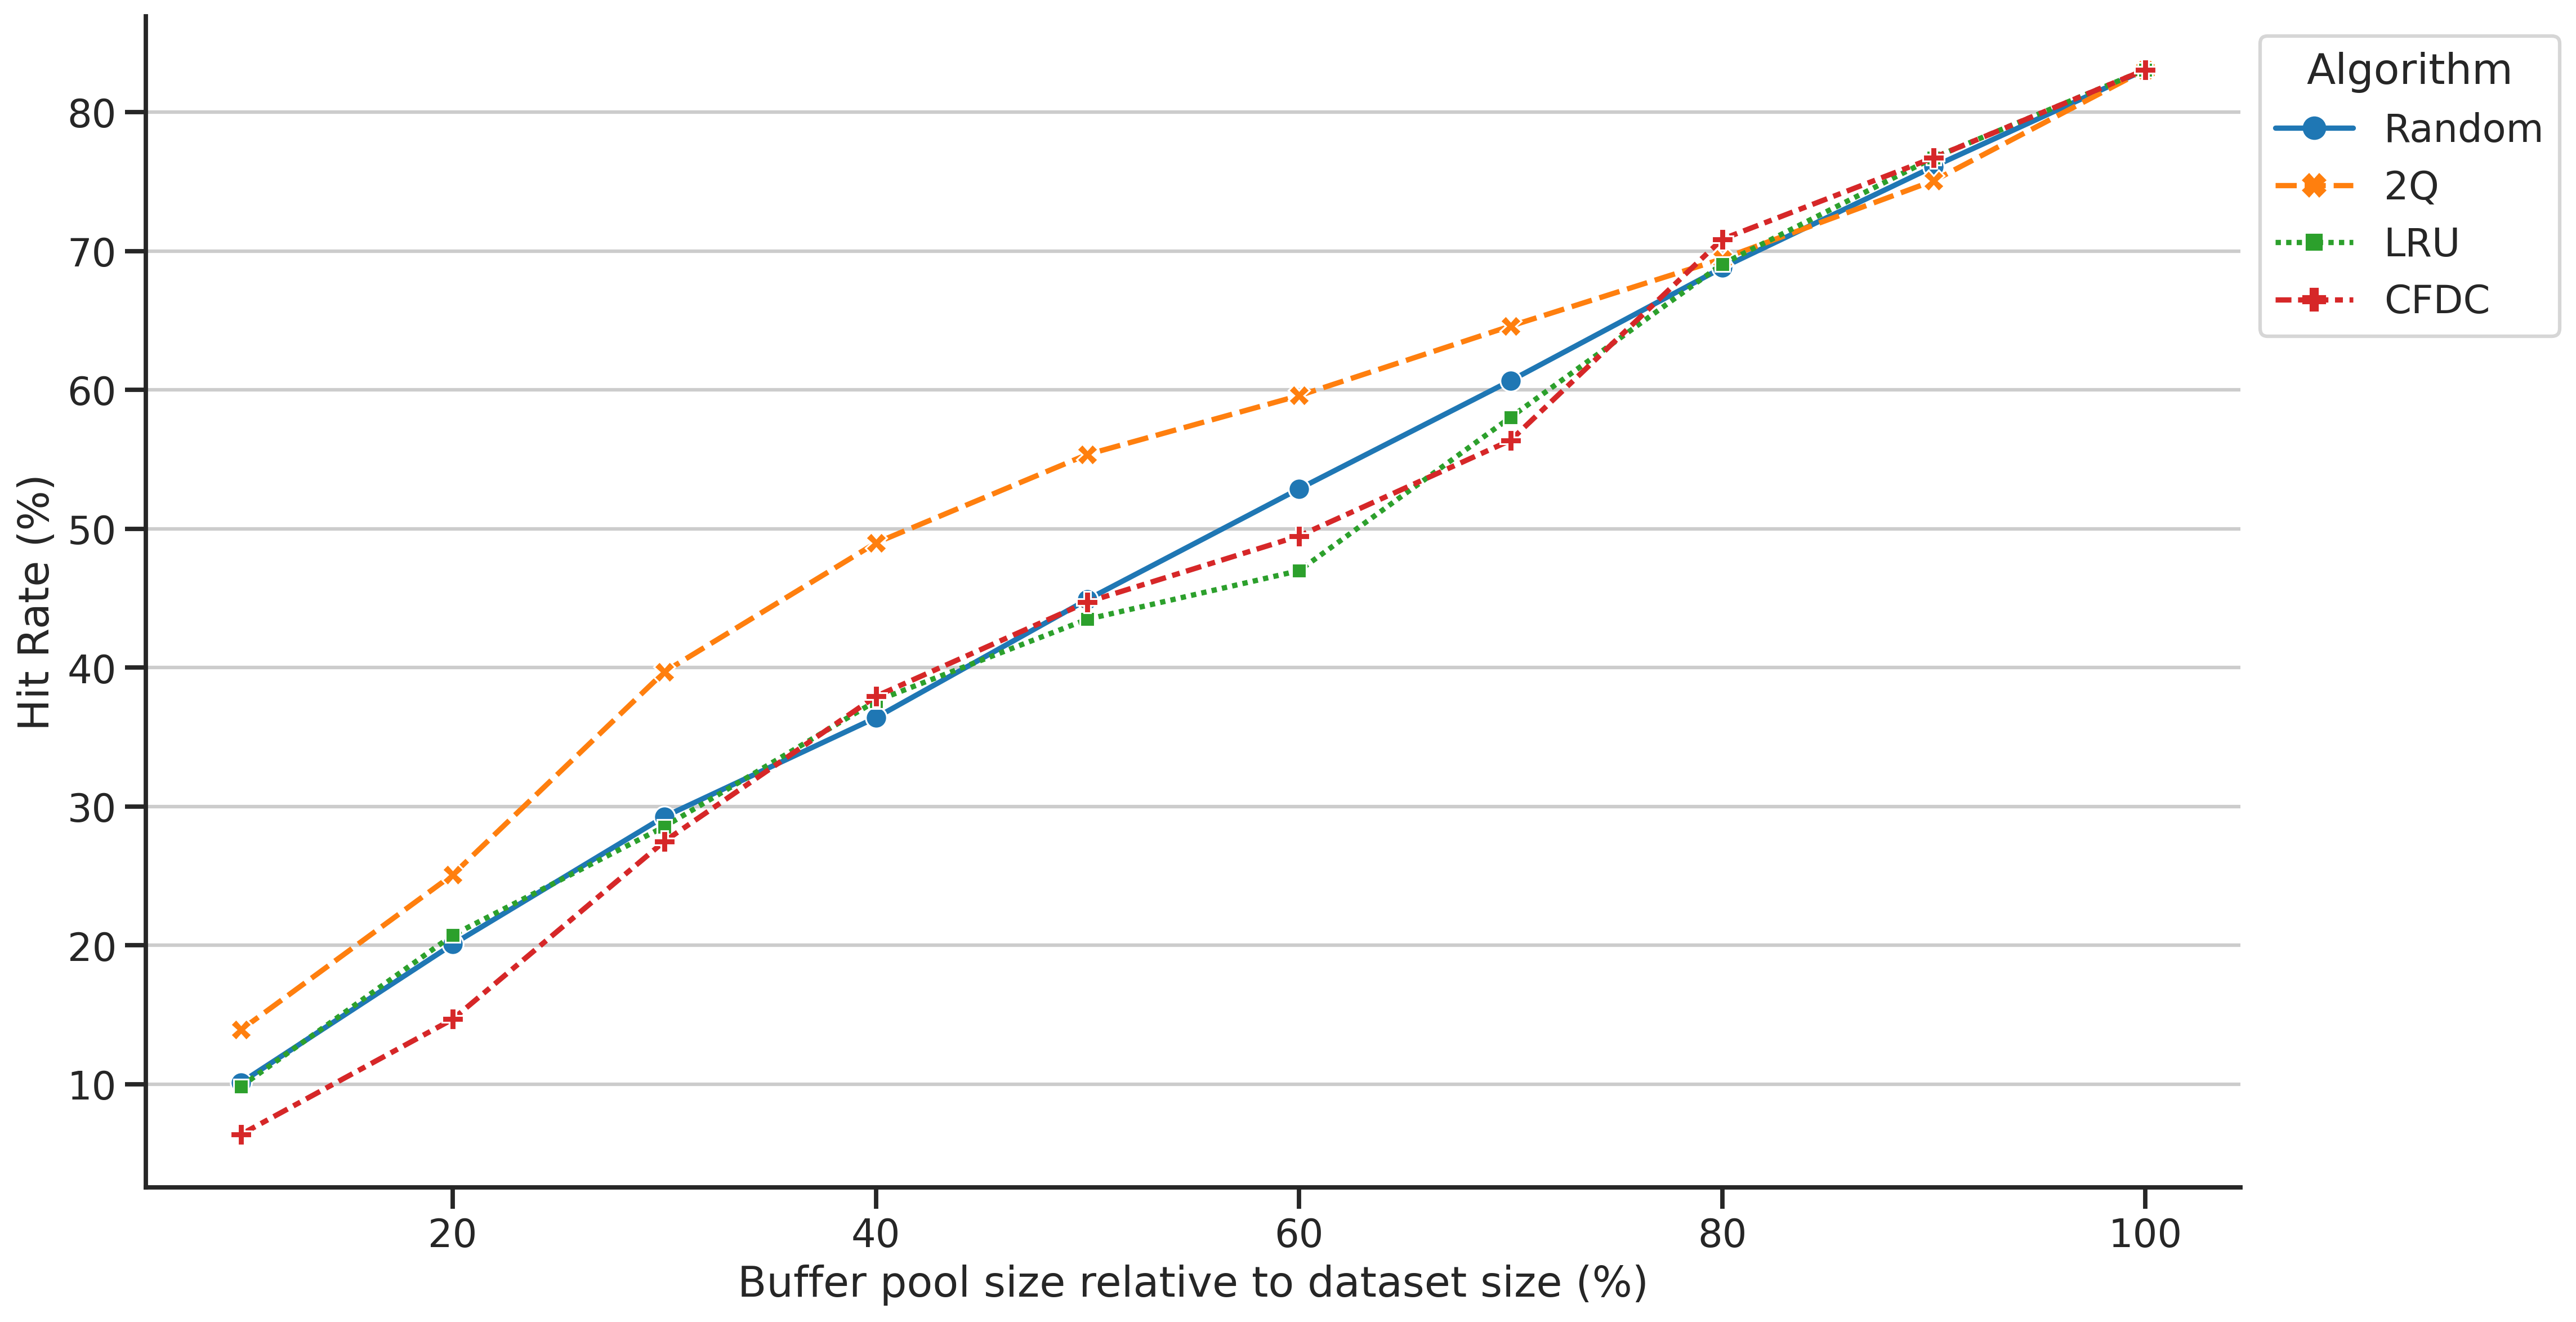 Algorithm
Random
2Q
LRU
CFDC
Hit Rate (%)
80
70
60
50
40
30
20
10
20 40 60 80 100
Buffer pool size relative to dataset size (%)